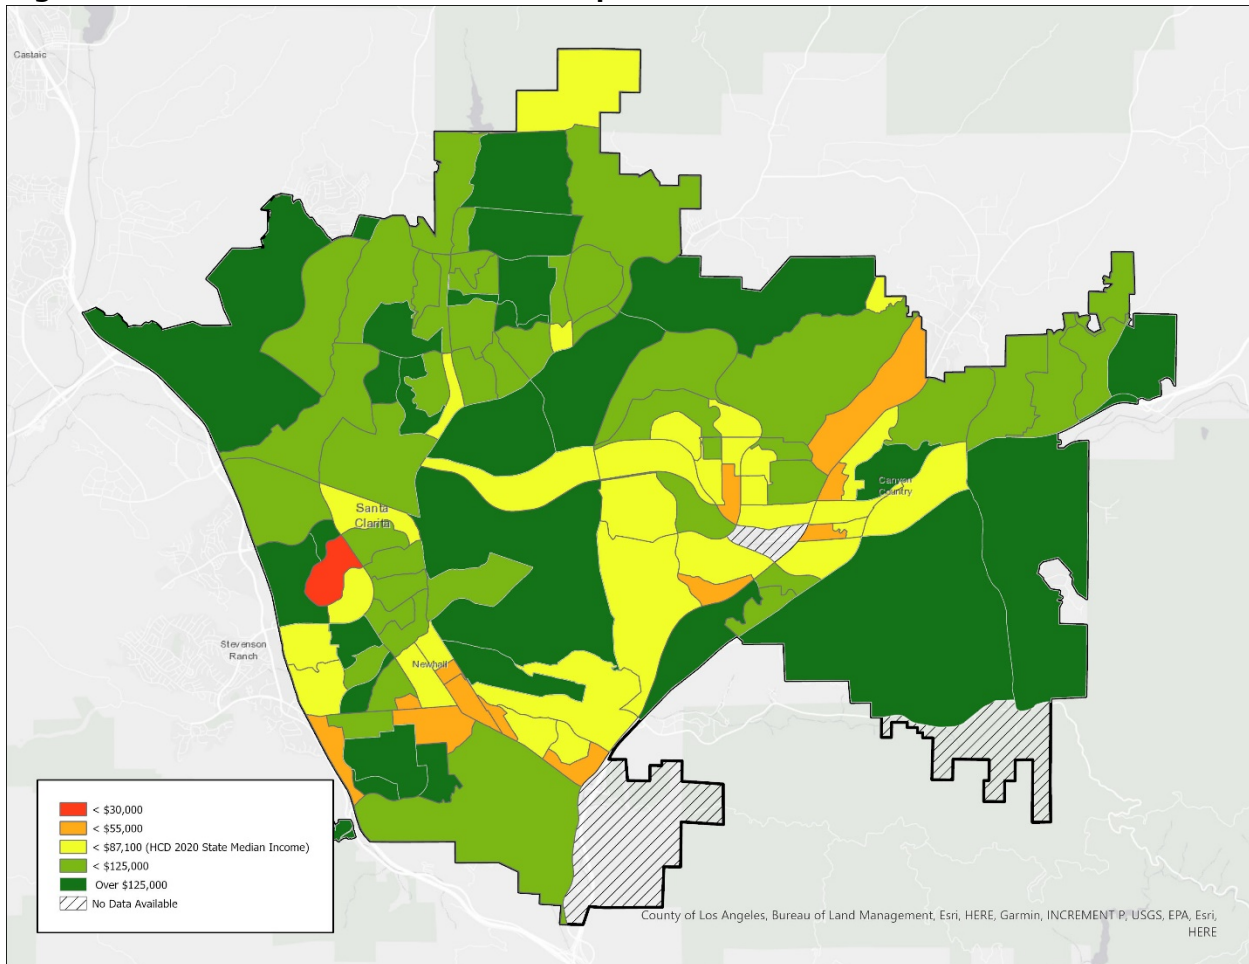 Castaic
Santa
Clarita
Canyon
Country
Stevenson
Ranch
Newhall
< $30,000
< $55,000
< $87,100 (HCD 2020 State Median Income)
< $125,000
Over $125,000
No Data Available
County of Los Angeles, Bureau of Land Management, Esri, HERE, Garmin, INCREMENT P, USGS, EPA, Esri,
HERE